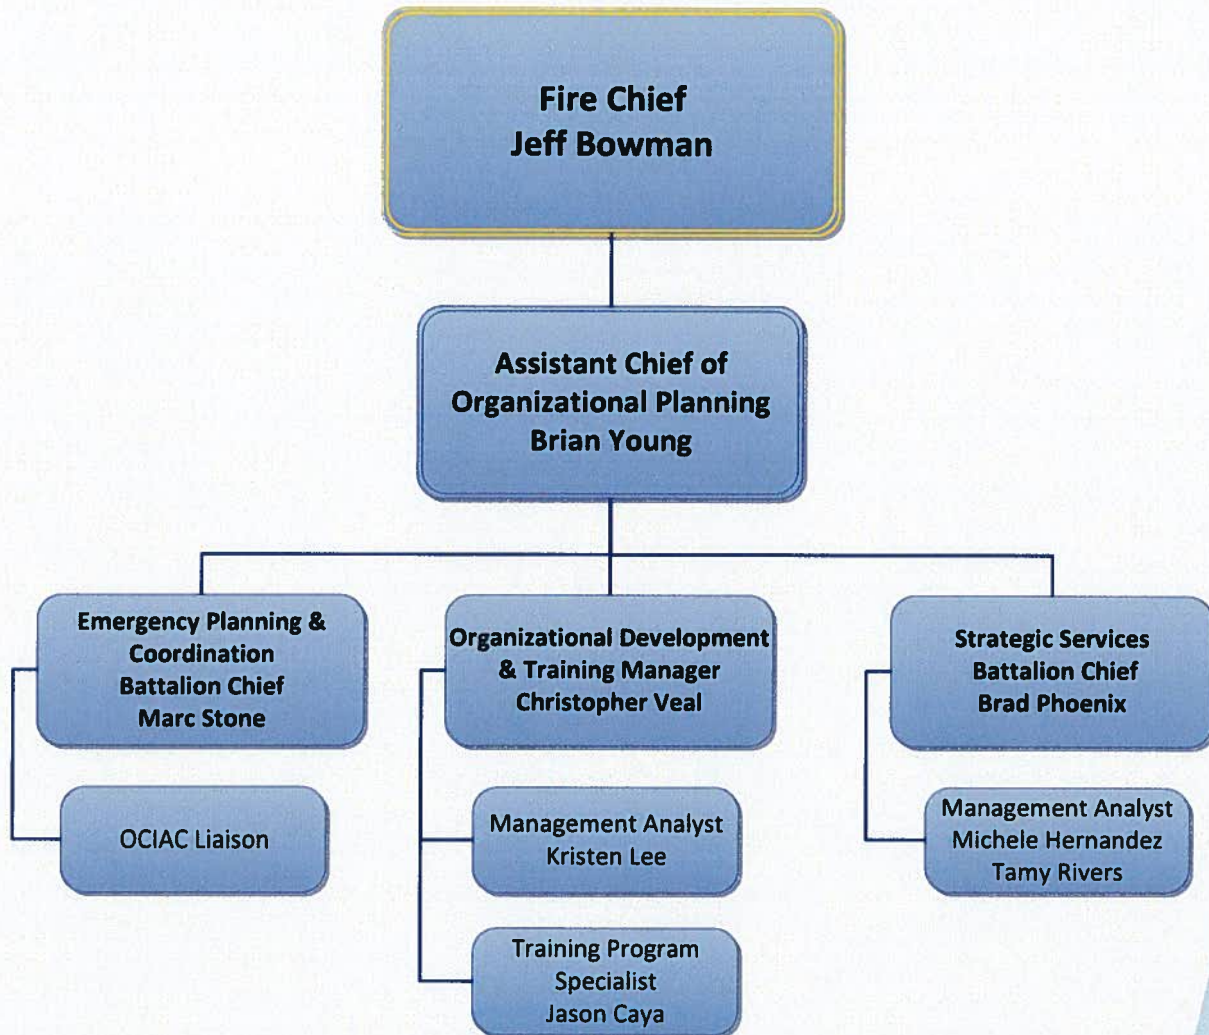 Fire Chief
Jeff Bowman
Assistant Chief of
Organizational Planning
Brian Young
Emergency Planning &
Coordination
Battalion Chief
Marc Stone
OCIAC Liaison
Organizational Development
& Training Manager
Christopher Veal
Management Analyst
Kristen Lee
Training Program
Specialist
Jason Caya
Strategic Services
Battalion Chief
Brad Phoenix
Management Analyst
Michele Hernandez
Tamy Rivers